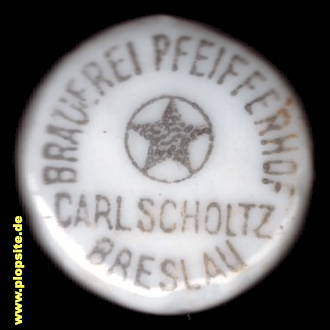 BRAUEREI PFEIFFERHOF
CARL SCHOLTZ
BRESLAU
www.plopsite.de